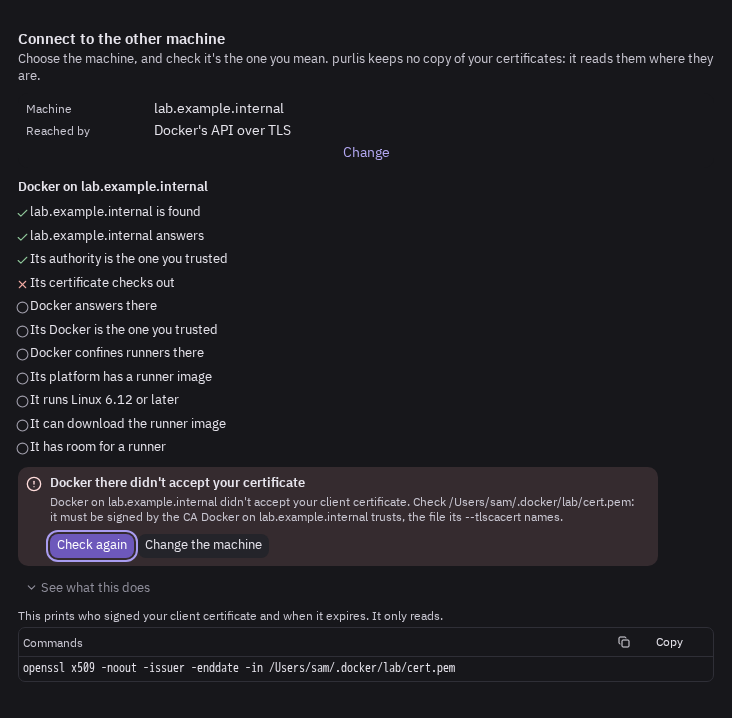 Connect to the other machine
Choose the machine, and check it's the one you mean. purlis keeps no copy of your certificates: it reads them where they
are.
Machine lab.example.internal
Reached by Docker's API over TLS
Change
Docker on lab.example.internal
lab.example.internal is found
lab.example.internal answers
Its authority is the one you trusted
Its certificate checks out
Docker answers there
Its Docker is the one you trusted
Docker confines runners there
Its platform has a runner image
It runs Linux 6.12 or later
It can download the runner image
It has room for a runner
Docker there didn't accept your certificate
Docker on lab.example.internal didn't accept your client certificate. Check /Users/sam/.docker/lab/cert.pem:
it must be signed by the CA Docker on lab.example.internal trusts, the file its --tlscacert names.
Check again Change the machine
See what this does
This prints who signed your client certificate and when it expires. It only reads.
Commands Copy
openssl x509 -noout -issuer -enddate -in /Users/sam/.docker/lab/cert.pem